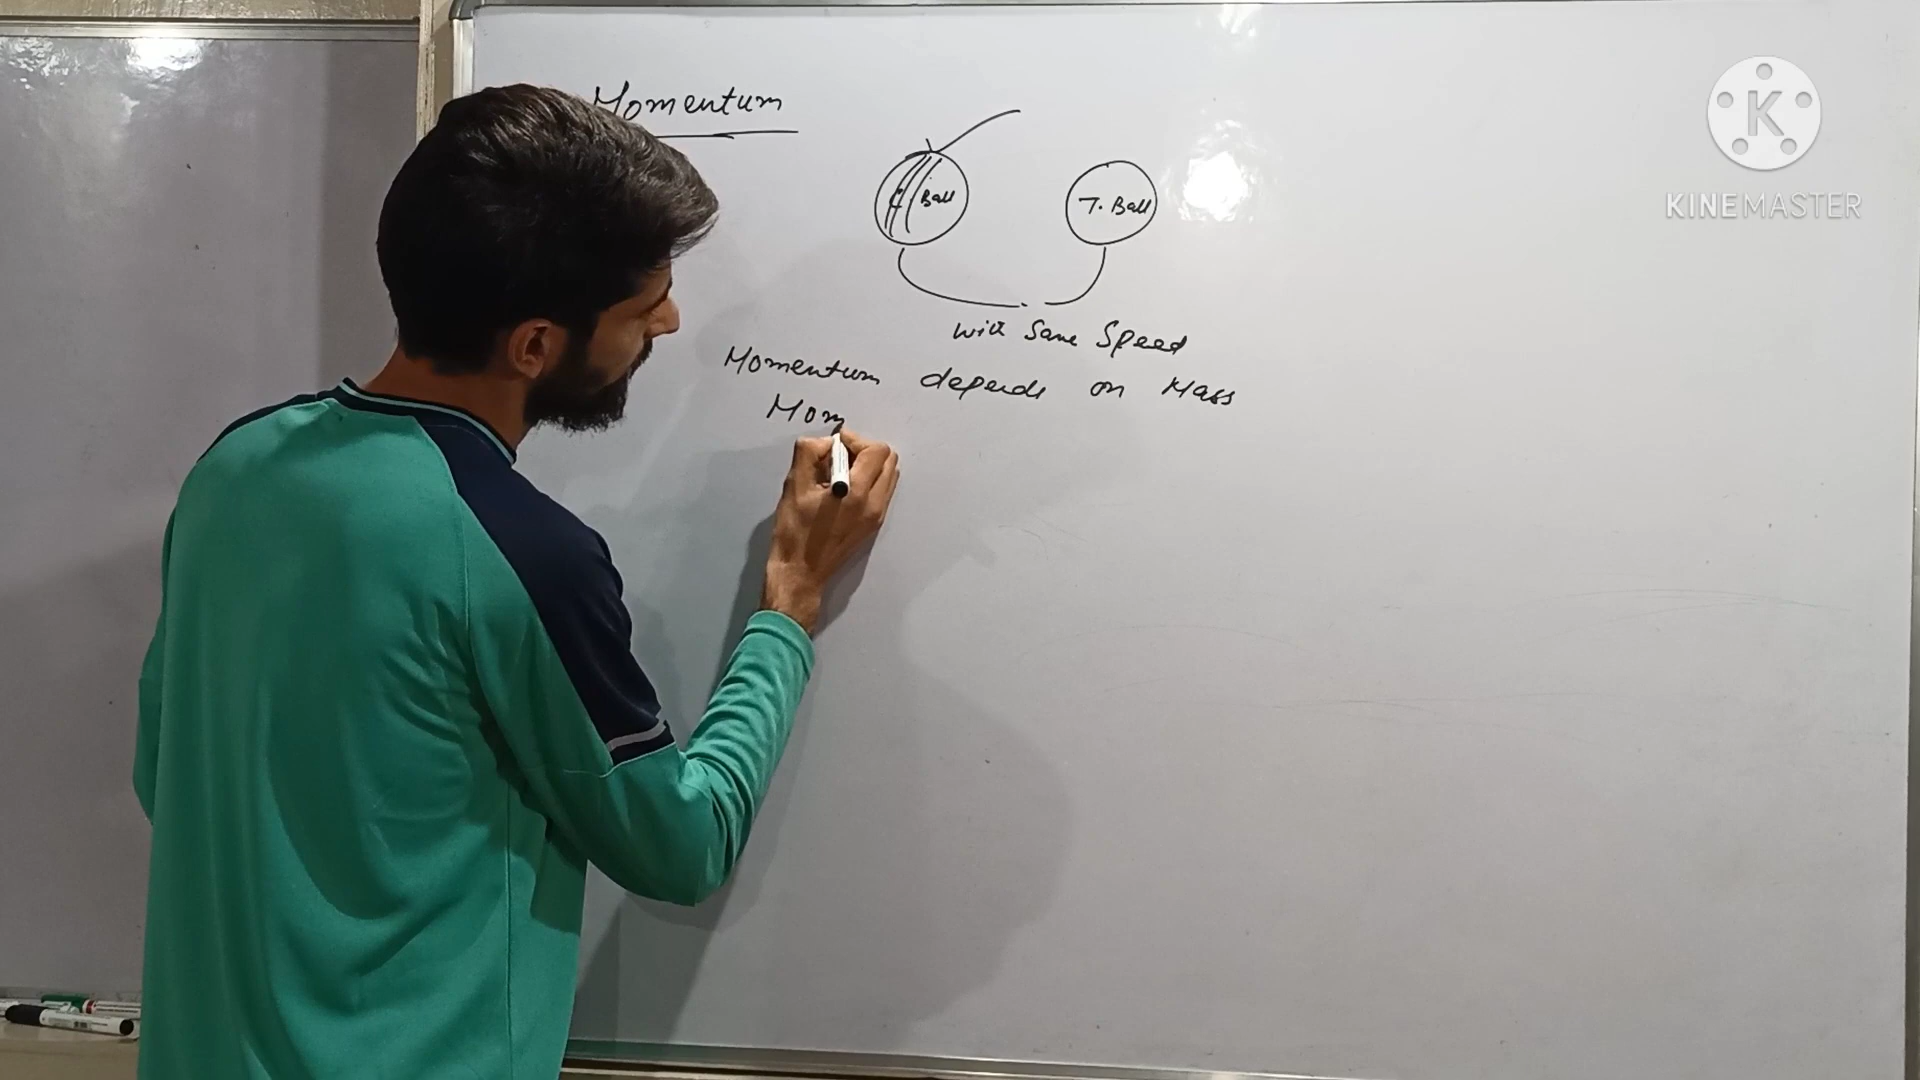 Momentum
C Ball
T. Ball
With Same Speed
Momentum depends on Mass
Mom
K
KINEMASTER